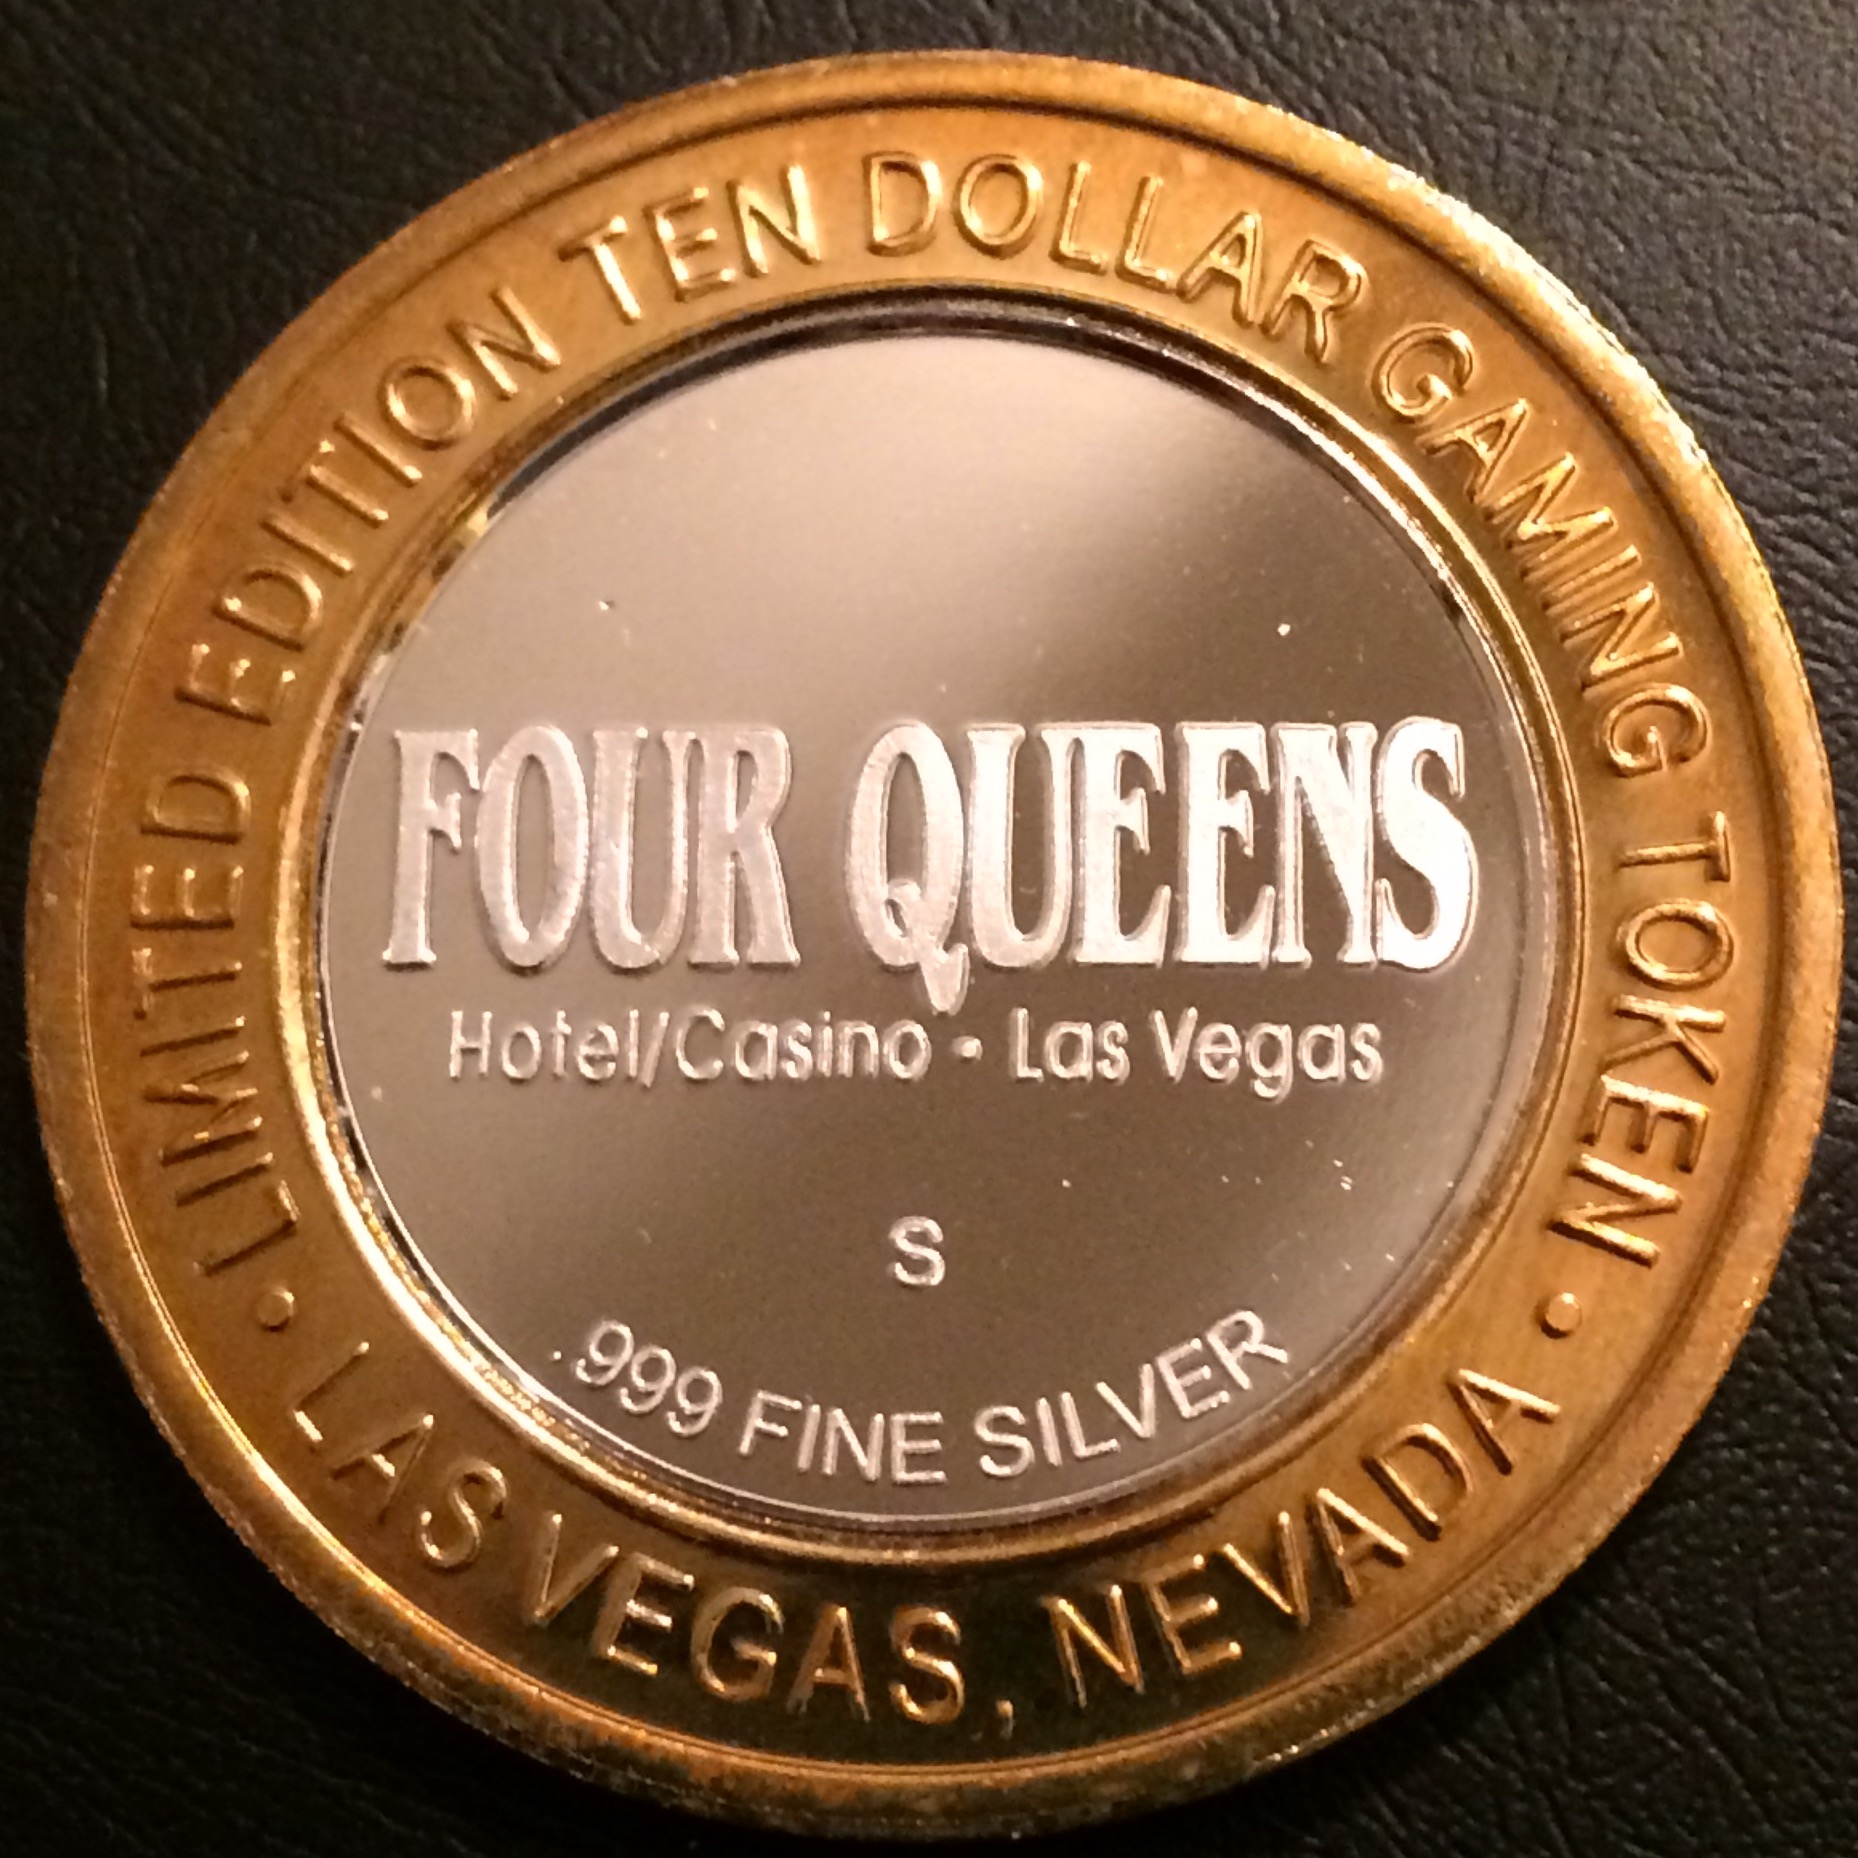 LIMITED EDITION TEN DOLLAR GAMING TOKEN
FOUR QUEENS
Hotel/Casino • Las Vegas
S
.999 FINE SILVER
• LAS VEGAS, NEVADA •